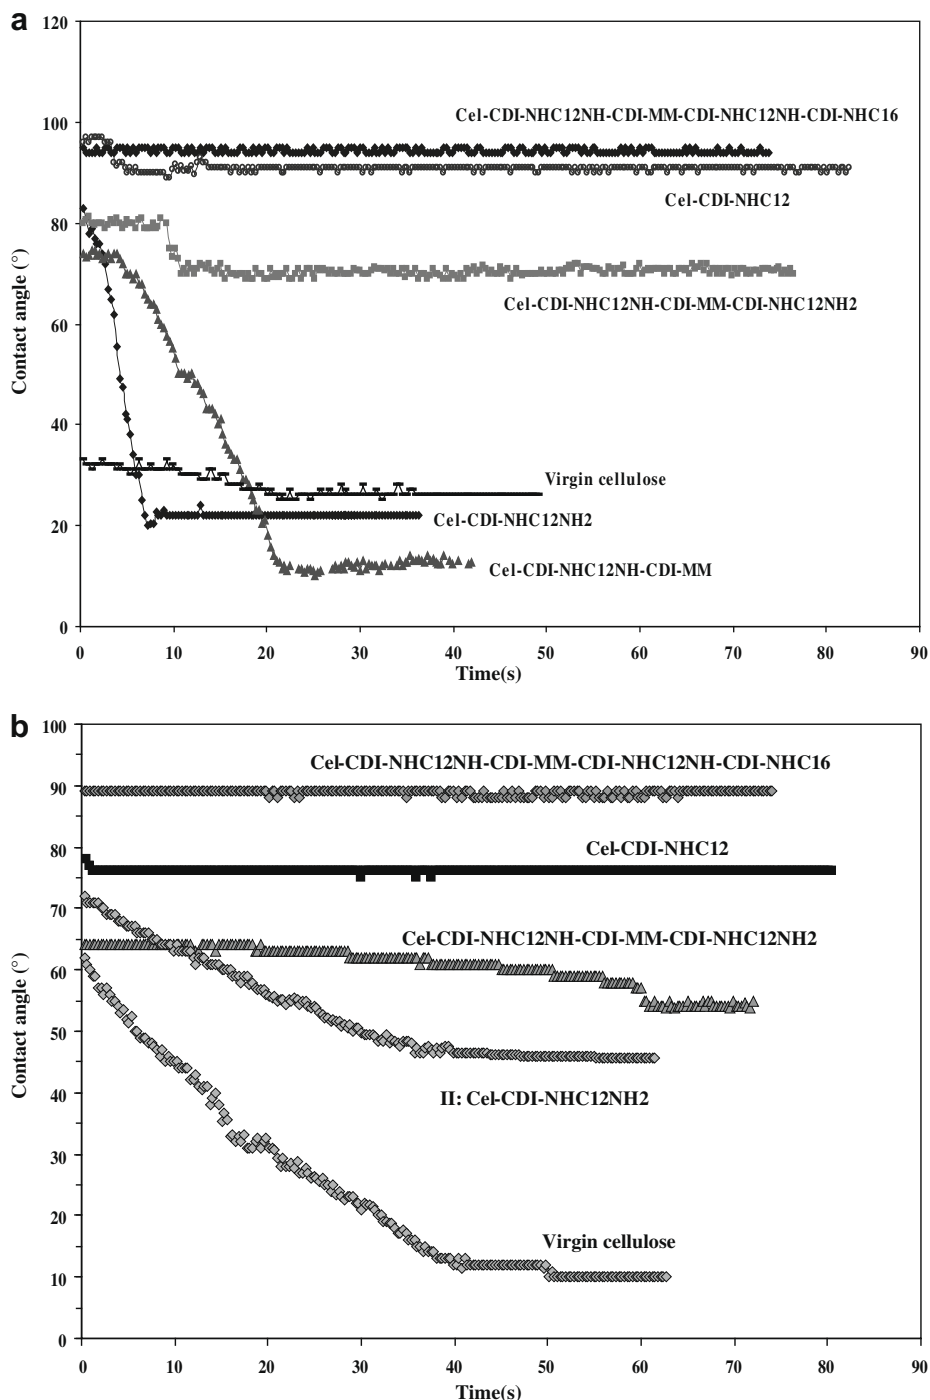 a
120
Cel-CDI-NHC12NH-CDI-MM-CDI-NHC12NH-CDI-NHC16
100
Cel-CDI-NHC12
80
Cel-CDI-NHC12NH-CDI-MM-CDI-NHC12NH2
60
Contact angle (°)
40
Virgin cellulose
Cel-CDI-NHC12NH2
20
Cel-CDI-NHC12NH-CDI-MM
0
0 10 20 30 40 50 60 70 80 90
Time(s)
b
100
Cel-CDI-NHC12NH-CDI-MM-CDI-NHC12NH-CDI-NHC16
90
80
Cel-CDI-NHC12
70
Cel-CDI-NHC12NH-CDI-MM-CDI-NHC12NH2
60
Contact angle (°)
50
40
II: Cel-CDI-NHC12NH2
30
20
Virgin cellulose
10
0
0 10 20 30 40 50 60 70 80 90
Time(s)